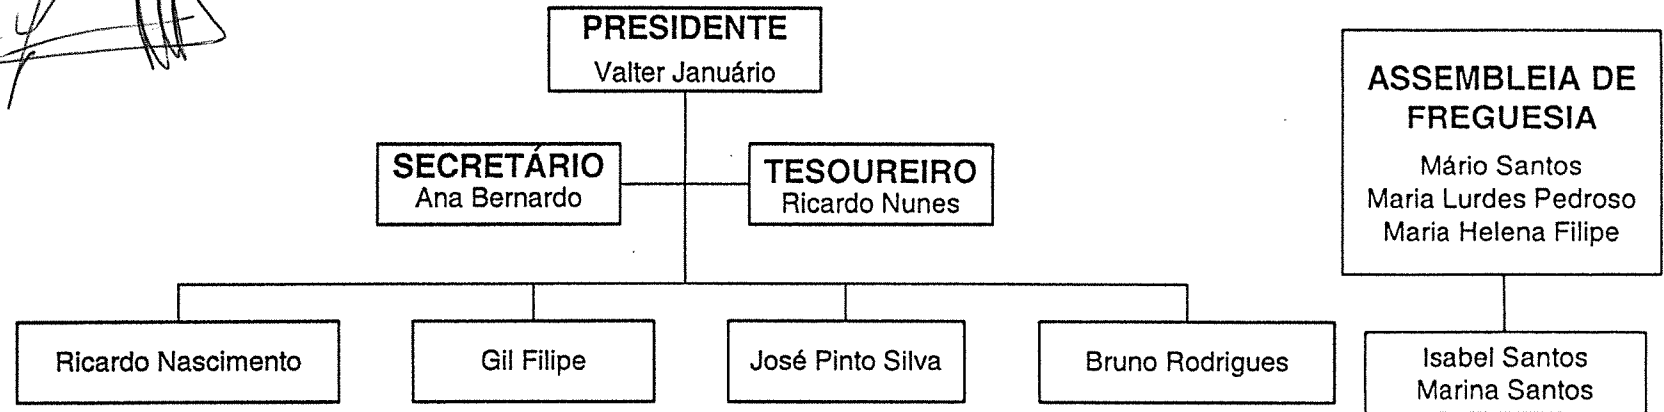 PRESIDENTE
Valter Januário
SECRETÁRIO
Ana Bernardo
TESOUREIRO
Ricardo Nunes
Ricardo Nascimento
Gil Filipe
José Pinto Silva
Bruno Rodrigues
ASSEMBLEIA DE
FREGUESIA
Mário Santos
Maria Lurdes Pedroso
Maria Helena Filipe
Isabel Santos
Marina Santos